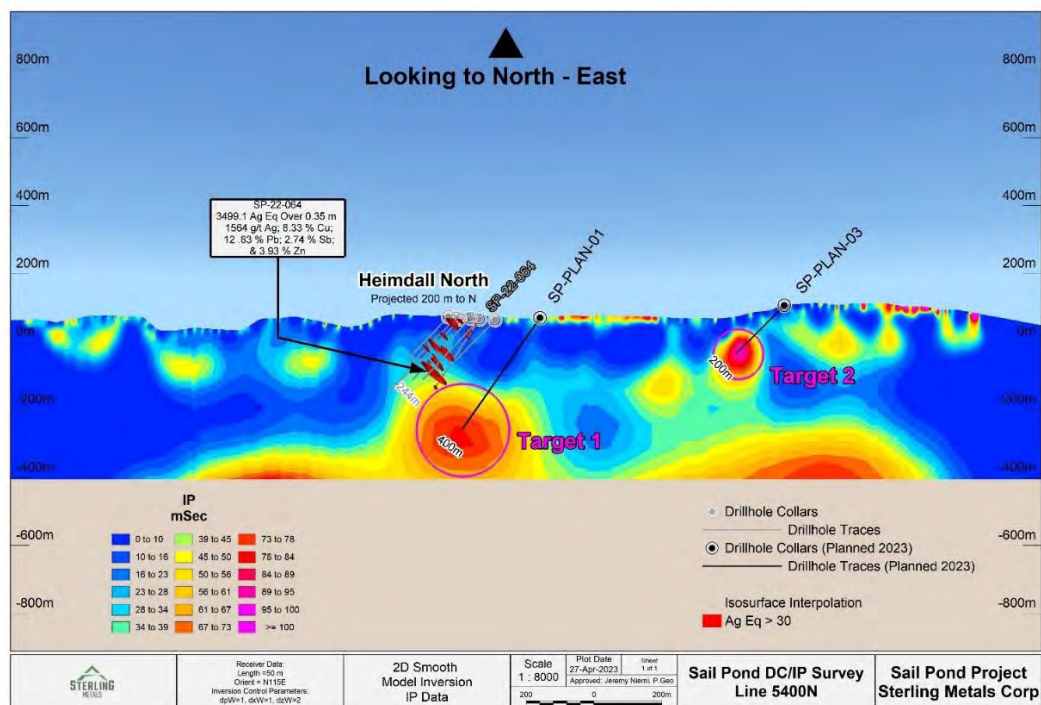 Looking to North - East
800m
800m
600m
600m
400m
400m
200m
200m
0m
0m
-200m
-200m
-400m
-400m
-600m
-600m
-800m
-800m
SP-22-064
3499.1 Ag Eq Over 0.35 m
1564 g/t Ag; 8.33 % Cu;
12 .83 % Pb; 2.74 % Sb;
& 3.93 % Zn
Heimdall North
Projected 200 m to N
SP-22-064
SP-PLAN-01
SP-PLAN-03
244m
400m
Target 1
200m
Target 2
IP
mSec
0 to 10
10 to 16
16 to 23
23 to 28
28 to 34
34 to 39
39 to 45
45 to 50
50 to 56
56 to 61
61 to 67
67 to 73
73 to 78
78 to 84
84 to 89
89 to 95
95 to 100
>= 100
Drillhole Collars
Drillhole Traces
Drillhole Collars (Planned 2023)
Drillhole Traces (Planned 2023)
Isosurface Interpolation
Ag Eq > 30
STERLING
METALS
Receiver Data:
Length =50 m
Orient = N115E
Inversion Control Parameters:
dpW=1, dxW=1, dzW=2
2D Smooth
Model Inversion
IP Data
Scale
1 : 8000
Plot Date
27-Apr-2023
Sheet
1 of 1
Approved: Jeremy Niemi, P.Geo
200 0 200m
Sail Pond DC/IP Survey
Line 5400N
Sail Pond Project
Sterling Metals Corp